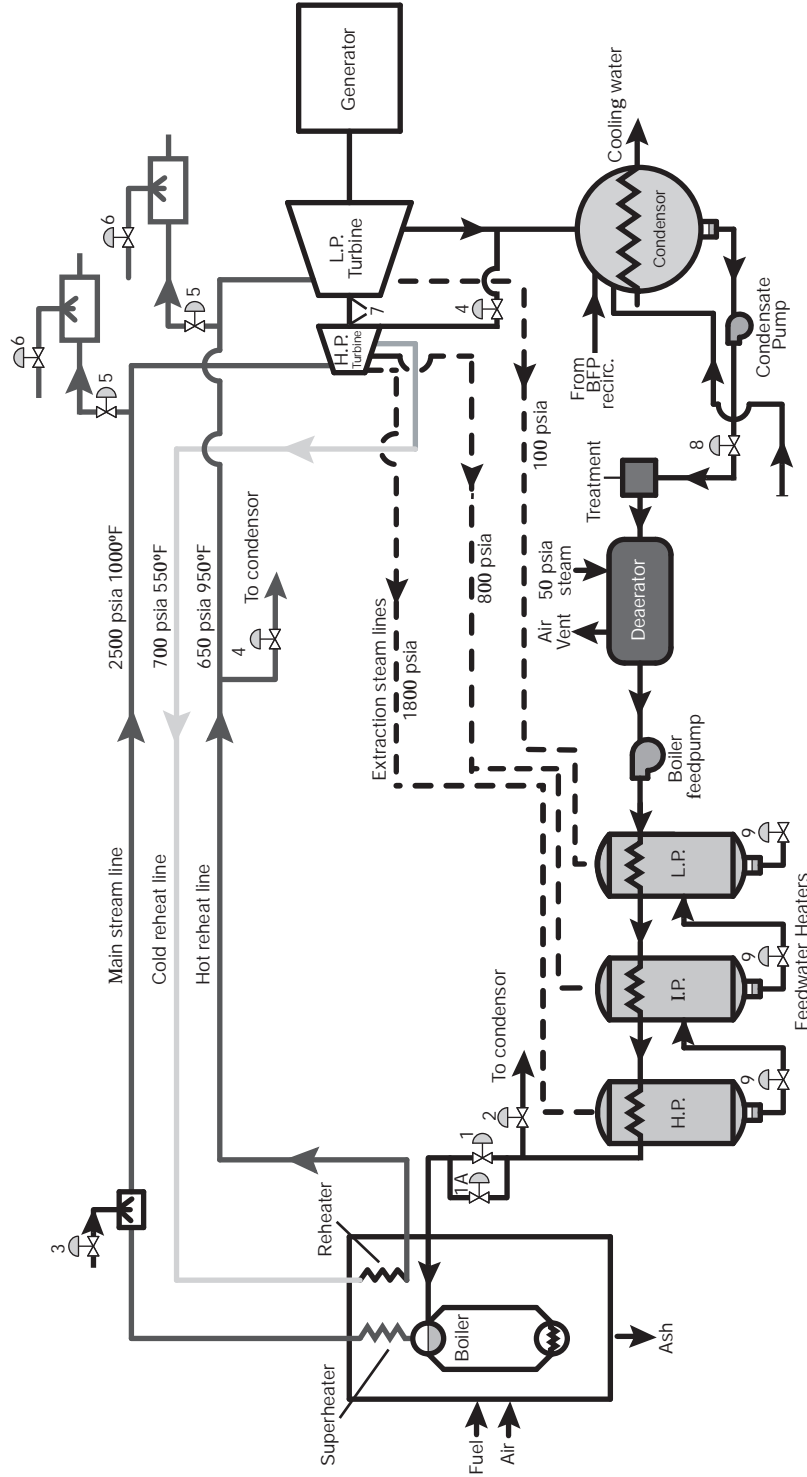 6
6
5
5
Generator
L.P.
Turbine
H.P.
Turbine
7
4
Cooling water
Condensor
From
BFP
recirc.
Condensate
Pump
8
Main stream line
2500 psia 1000ºF
Cold reheat line
700 psia 550ºF
Hot reheat line
650 psia 950ºF
4
To condensor
Extraction steam lines
1800 psia
800 psia
100 psia
Treatment
50 psia
steam
Air
Vent
Deaerator
Boiler
feedpump
3
Reheater
Superheater
Boiler
Fuel
Air
Ash
1
1A
2
To condensor
H.P.
I.P.
L.P.
9
9
9
Feedwater Heaters